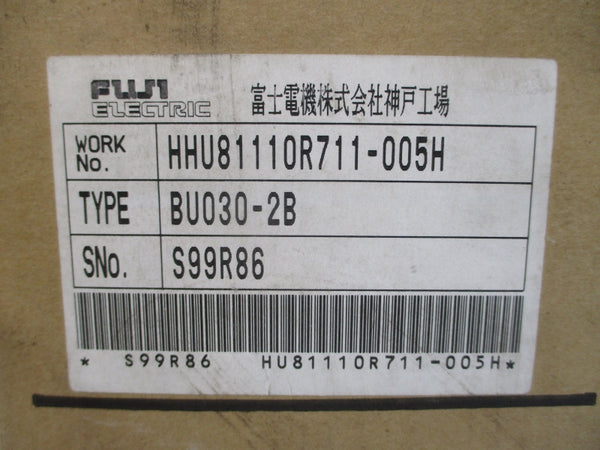 FUJI ELECTRIC 富士電機株式会社神戸工場
WORK No. HHU81110R711-005H
TYPE BU030-2B
SNo. S99R86
* S99R86 HU81110R711-005H*